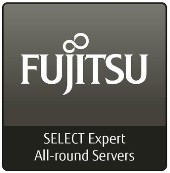 FUJITSU
SELECT Expert
All-round Servers